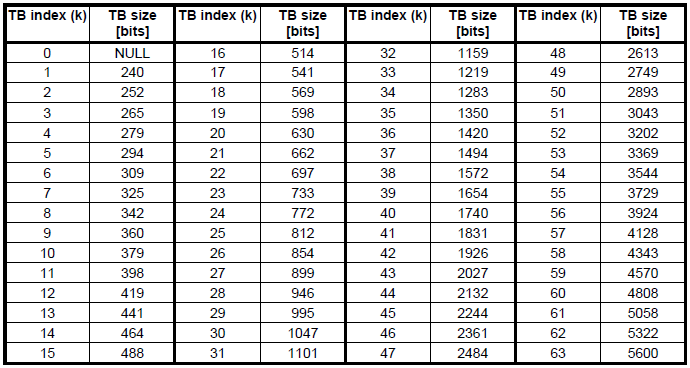 TB index (k) TB size [bits] TB index (k) TB size [bits] TB index (k) TB size [bits] TB index (k) TB size [bits]
0 NULL 16 514 32 1159 48 2613
1 240 17 541 33 1219 49 2749
2 252 18 569 34 1283 50 2893
3 265 19 598 35 1350 51 3043
4 279 20 630 36 1420 52 3202
5 294 21 662 37 1494 53 3369
6 309 22 697 38 1572 54 3544
7 325 23 733 39 1654 55 3729
8 342 24 772 40 1740 56 3924
9 360 25 812 41 1831 57 4128
10 379 26 854 42 1926 58 4343
11 398 27 899 43 2027 59 4570
12 419 28 946 44 2132 60 4808
13 441 29 995 45 2244 61 5058
14 464 30 1047 46 2361 62 5322
15 488 31 1101 47 2484 63 5600